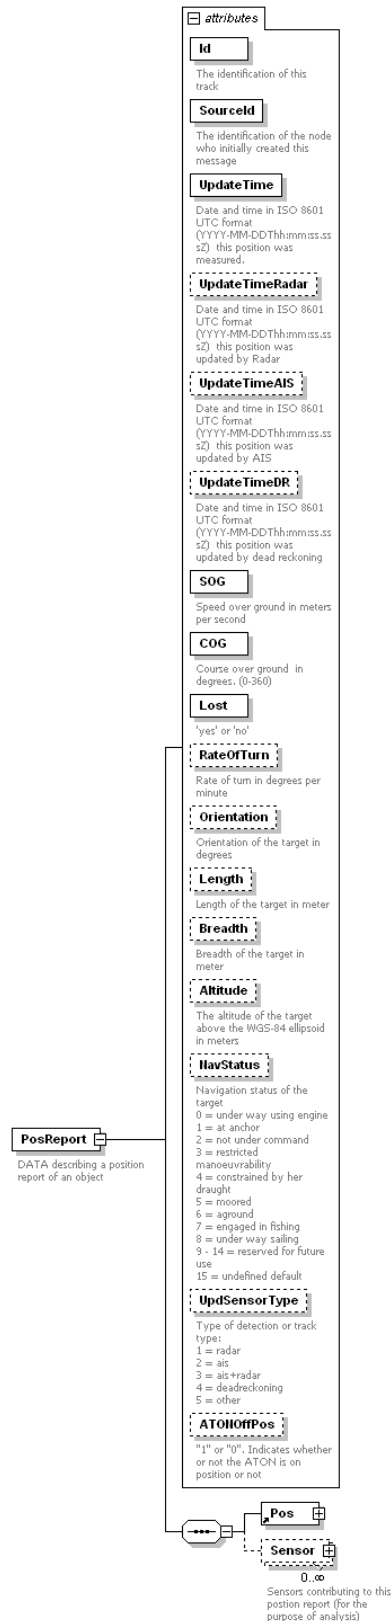 attributes
Id
The identification of this
track
SourceId
The identification of the node
who initially created this
message
UpdateTime
Date and time in ISO 8601
UTC format
(YYYY-MM-DDThh:mm:ss.ss
sZ) this position was
measured.
UpdateTimeRadar
Date and time in ISO 8601
UTC format
(YYYY-MM-DDThh:mm:ss.ss
sZ) this position was
updated by Radar
UpdateTimeAIS
Date and time in ISO 8601
UTC format
(YYYY-MM-DDThh:mm:ss.ss
sZ) this position was
updated by AIS
UpdateTimeDR
Date and time in ISO 8601
UTC format
(YYYY-MM-DDThh:mm:ss.ss
sZ) this position was
updated by dead reckoning
SOG
Speed over ground in meters
per second
COG
Course over ground in
degrees. (0-360)
Lost
'yes' or 'no'
RateOfTurn
Rate of turn in degrees per
minute
Orientation
Orientation of the target in
degrees
Length
Length of the target in meter
Breadth
Breadth of the target in
meter
Altitude
The altitude of the target
above the WGS-84 ellipsoid
in meters
NavStatus
Navigation status of the
target
0 = under way using engine
1 = at anchor
2 = not under command
3 = restricted
manoeuvrability
4 = constrained by her
draught
5 = moored
6 = aground
7 = engaged in fishing
8 = under way sailing
9 - 14 = reserved for future
use
15 = undefined default
PosReport
DATA describing a position
report of an object
UpdSensorType
Type of detection or track
type:
1 = radar
2 = ais
3 = ais+radar
4 = deadreckoning
5 = other
ATONOffPos
"1" or "0". Indicates whether
or not the ATON is on
position or not
Pos
Sensor
0..∞
Sensors contributing to this
postion report (for the
purpose of analysis)